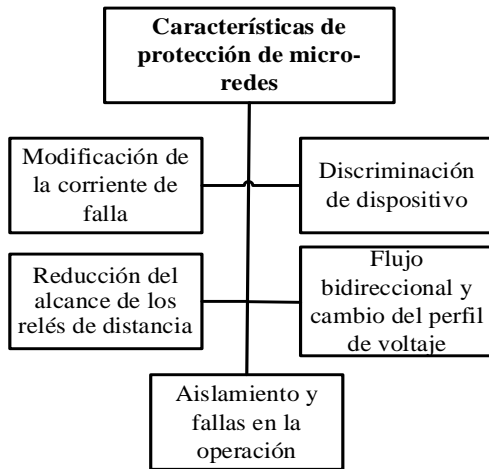 Características de
protección de micro-
redes
Modificación de
la corriente de
falla
Discriminación
de dispositivo
Reducción del
alcance de los
relés de distancia
Flujo
bidireccional y
cambio del perfil
de voltaje
Aislamiento y
fallas en la
operación